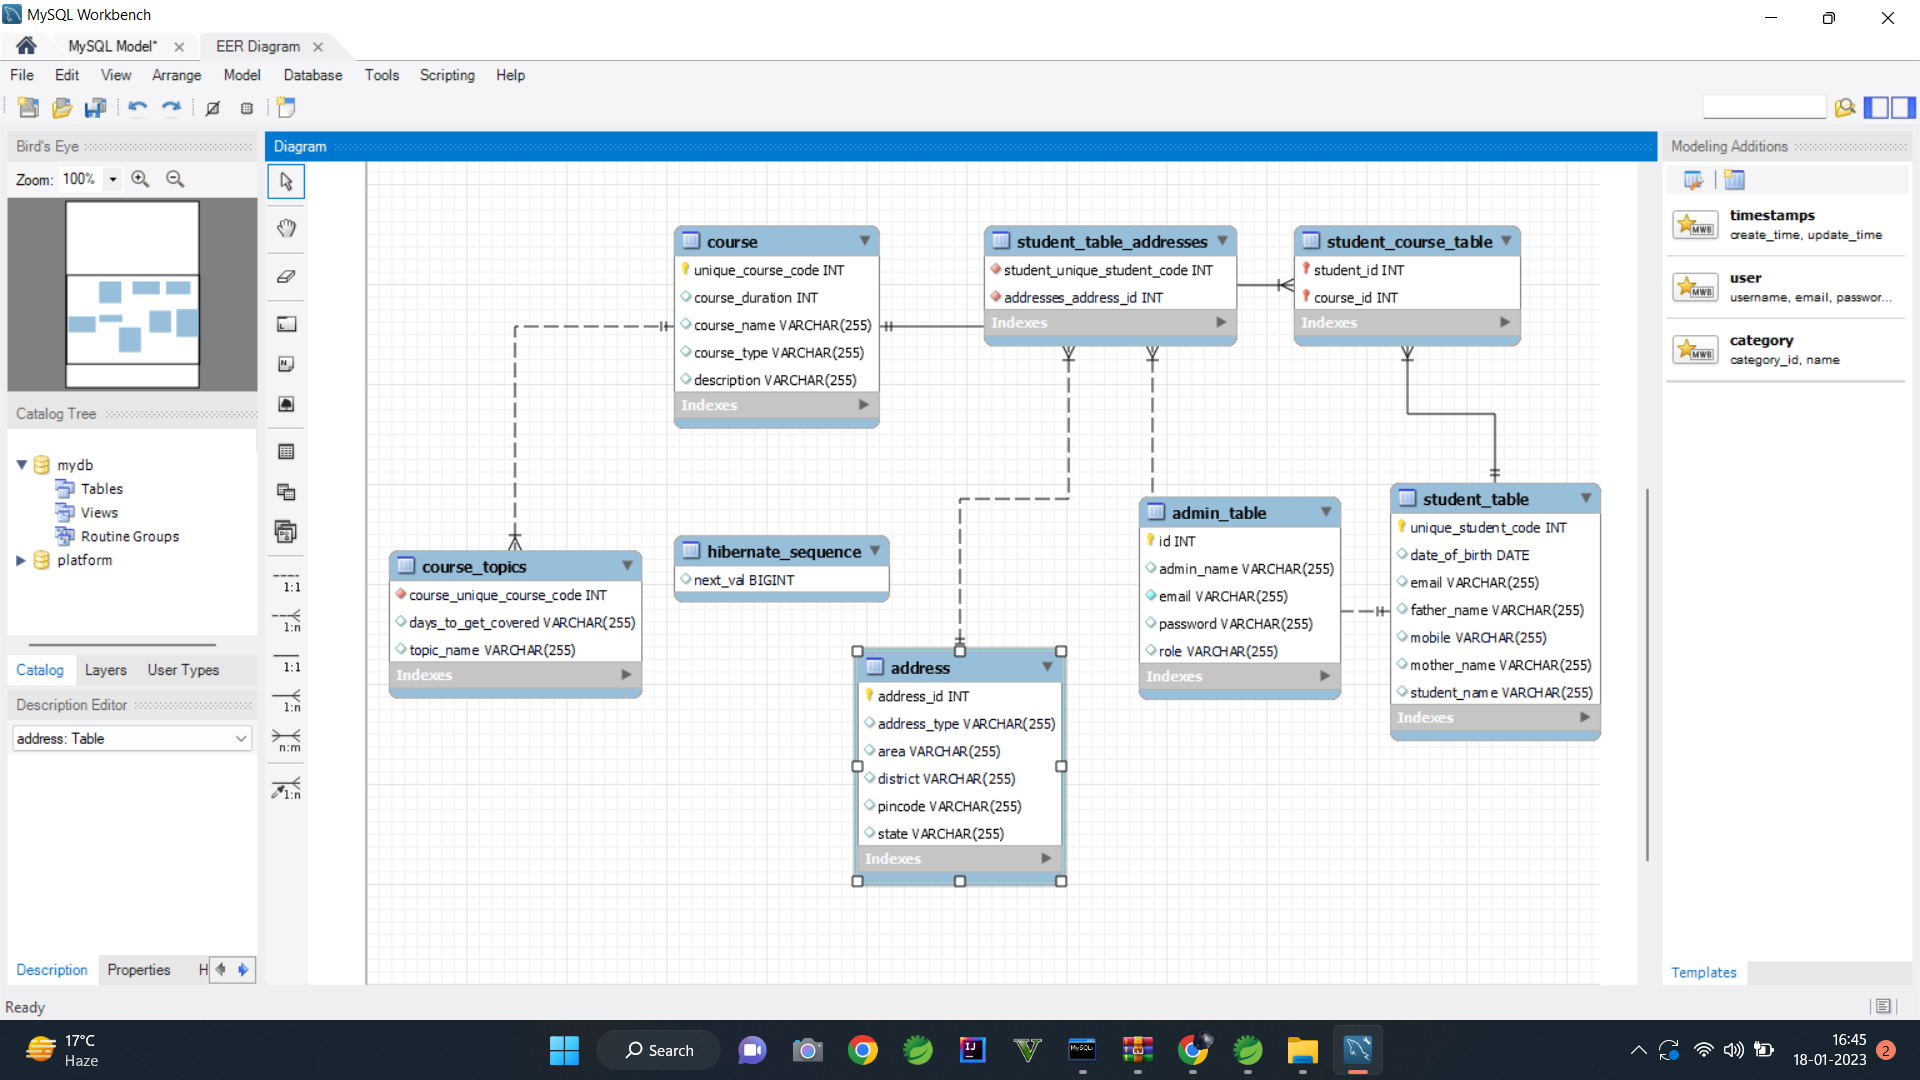 MySQL Workbench
MySQL Model*
EER Diagram
File Edit View Arrange Model Database Tools Scripting Help
Bird's Eye
Zoom: 100%
Catalog Tree
mydb
Tables
Views
Routine Groups
platform
Catalog Layers User Types
Description Editor
address: Table
Description Properties H
Ready
1:1
1:n
1:1
1:n
n:m
1:n
Diagram
course
unique_course_code INT
course_duration INT
course_name VARCHAR(255)
course_type VARCHAR(255)
description VARCHAR(255)
Indexes
student_table_addresses
student_unique_student_code INT
addresses_address_id INT
Indexes
student_course_table
student_id INT
course_id INT
Indexes
course_topics
course_unique_course_code INT
days_to_get_covered VARCHAR(255)
topic_name VARCHAR(255)
Indexes
hibernate_sequence
next_val BIGINT
address
address_id INT
address_type VARCHAR(255)
area VARCHAR(255)
district VARCHAR(255)
pincode VARCHAR(255)
state VARCHAR(255)
Indexes
admin_table
id INT
admin_name VARCHAR(255)
email VARCHAR(255)
password VARCHAR(255)
role VARCHAR(255)
Indexes
student_table
unique_student_code INT
date_of_birth DATE
email VARCHAR(255)
father_name VARCHAR(255)
mobile VARCHAR(255)
mother_name VARCHAR(255)
student_name VARCHAR(255)
Indexes
Modeling Additions
MWB
timestamps
create_time, update_time
MWB
user
username, email, passwor...
MWB
category
category_id, name
Templates
17°C
Haze
Search
IJ
MySQL
16:45
18-01-2023
2